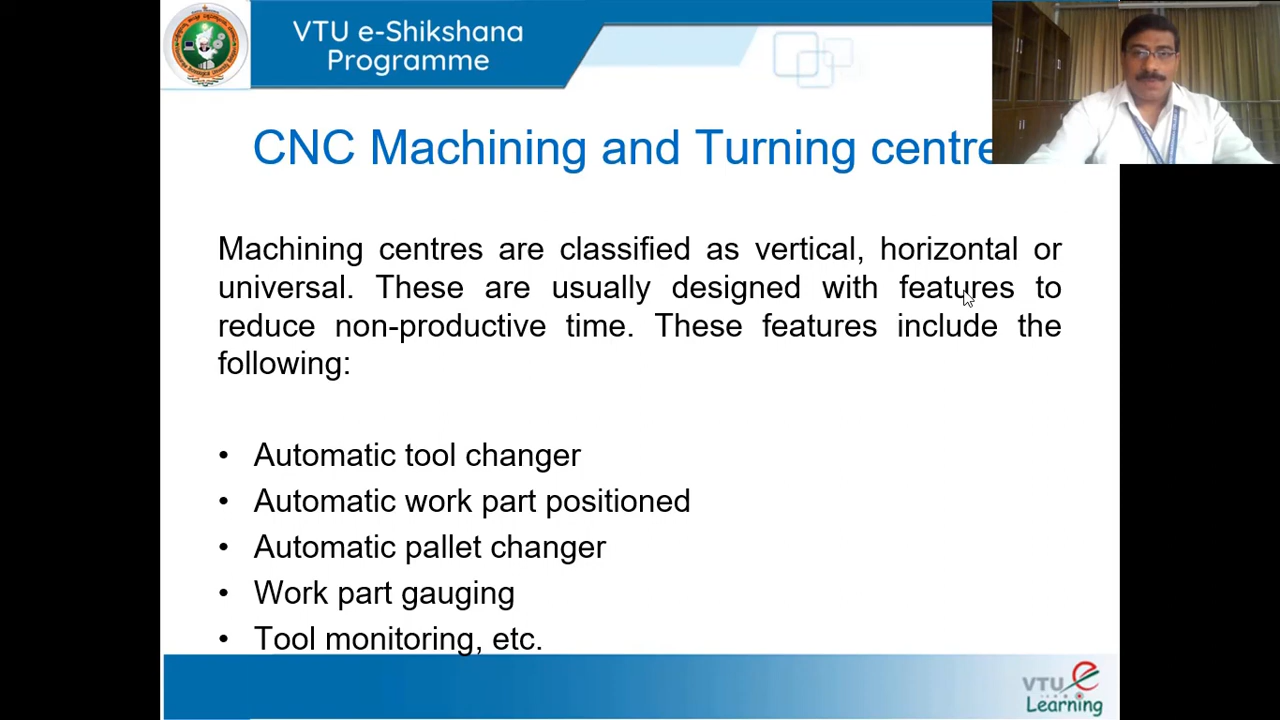 VTU e-Shikshana
Programme
CNC Machining and Turning centre
Machining centres are classified as vertical, horizontal or
universal. These are usually designed with features to
reduce non-productive time. These features include the
following:
• Automatic tool changer
• Automatic work part positioned
• Automatic pallet changer
• Work part gauging
• Tool monitoring, etc.
VTU e
Learning